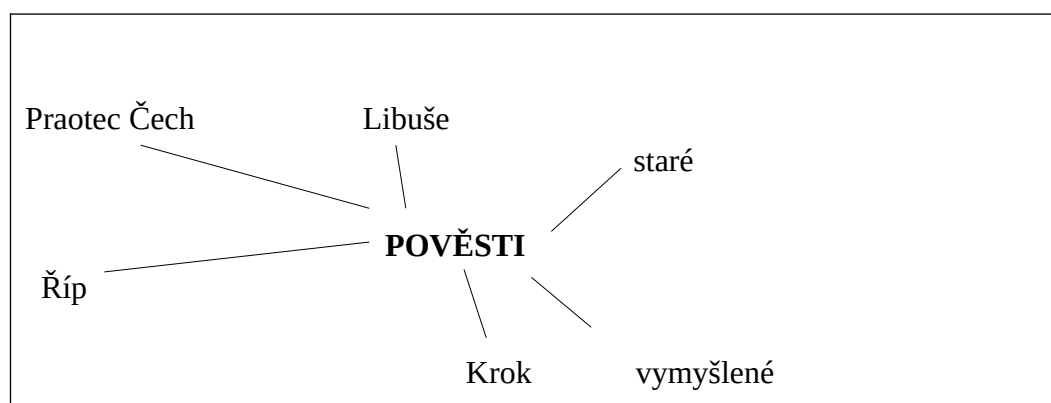 Praotec Čech
Libuše
staré
POVĚSTI
Říp
Krok
vymyšlené